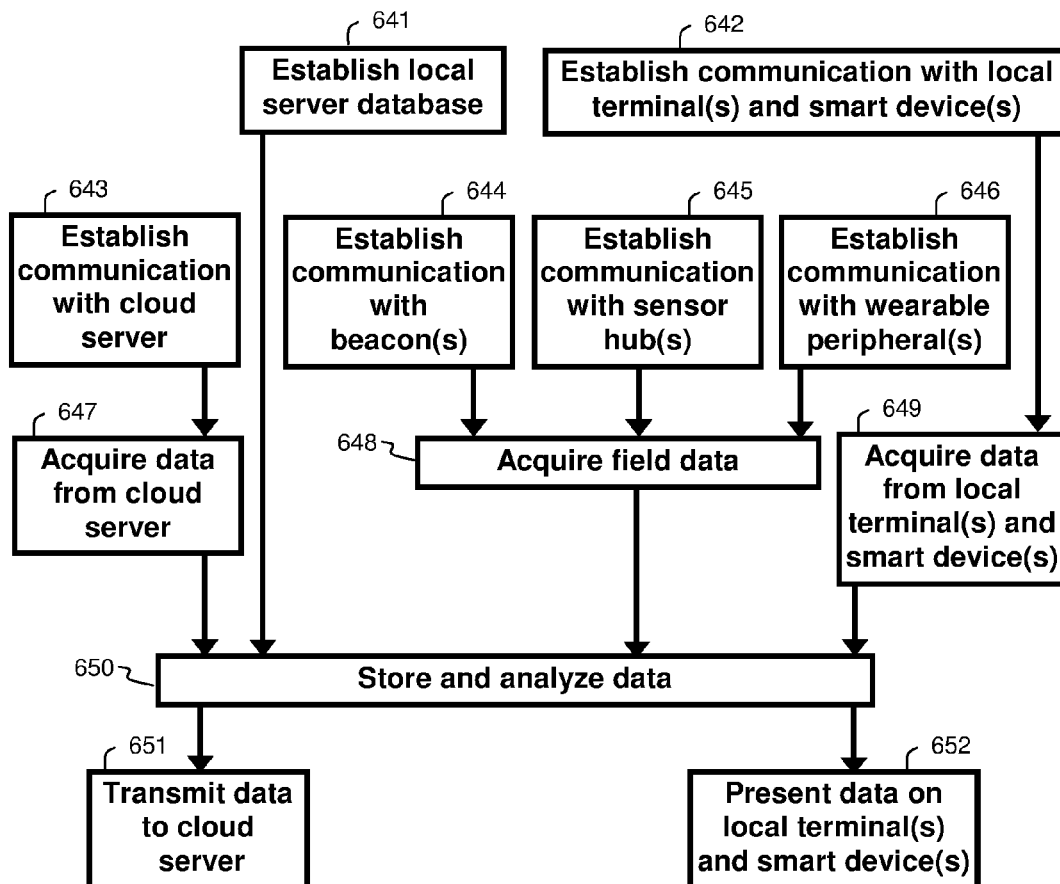 641
Establish local
server database
642
Establish communication with local
terminal(s) and smart device(s)
643
Establish
communication
with cloud
server
644
Establish
communication
with
beacon(s)
645
Establish
communication
with sensor
hub(s)
646
Establish
communication
with wearable
peripheral(s)
647
Acquire data
from cloud
server
648
Acquire field data
649
Acquire data
from local
terminal(s) and
smart device(s)
650
Store and analyze data
651
Transmit data
to cloud
server
652
Present data on
local terminal(s)
and smart device(s)